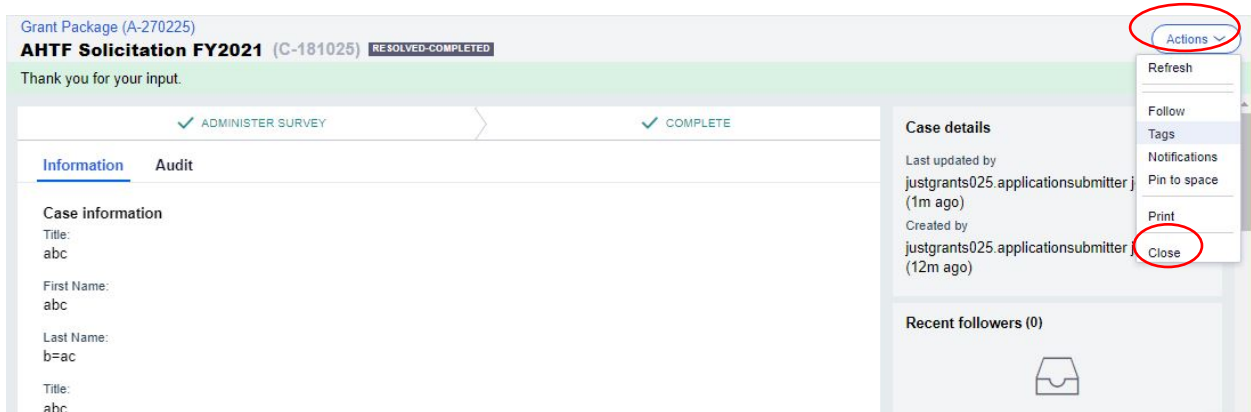 Grant Package (A-270225)
AHTF Solicitation FY2021 (C-181025) RESOLVED-COMPLETED
Actions
Thank you for your input.
Refresh
Follow
Tags
Notifications
Pin to space
Print
Close
ADMINISTER SURVEY
COMPLETE
Information Audit
Case information
Title:
abc
First Name:
abc
Last Name:
b=ac
Title:
abc
Case details
Last updated by
justgrants025.applicationsubmitter j
(1m ago)
Created by
justgrants025.applicationsubmitter j
(12m ago)
Recent followers (0)